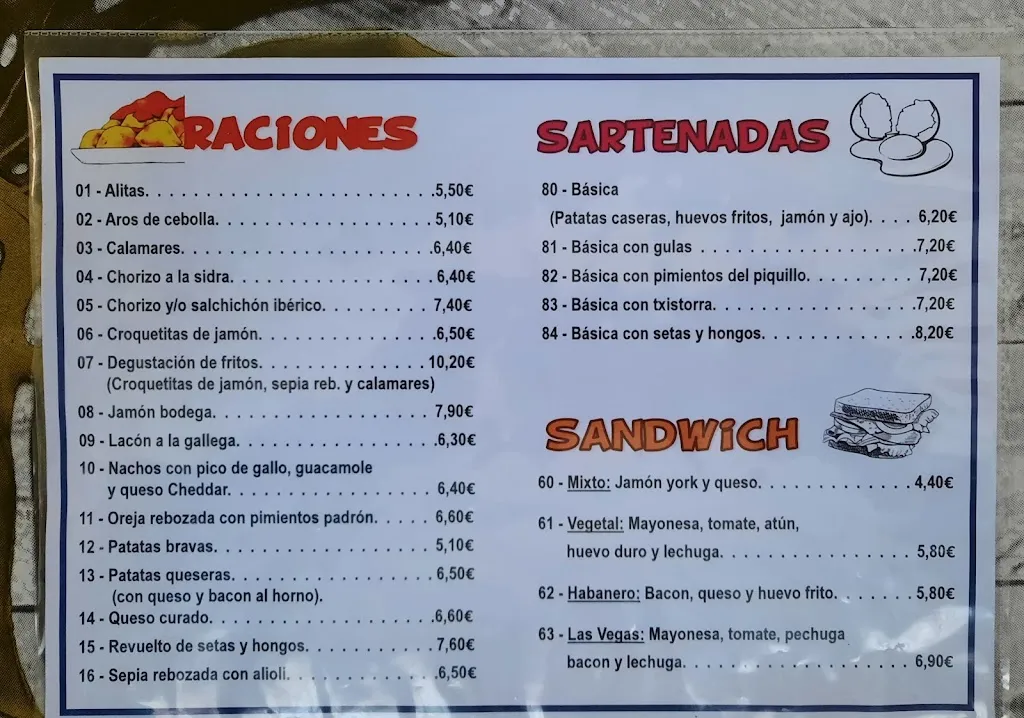 RACiONES
01 - Alitas. . . . . . . . . . . . . . . . . . . . . . . . . .5,50€
02 - Aros de cebolla. . . . . . . . . . . . . . . . . . . . 5,10€
03 - Calamares. . . . . . . . . . . . . . . . . . . . . . .6,40€
04 - Chorizo a la sidra. . . . . . . . . . . . . . . . . . . 6,40€
05 - Chorizo y/o salchichón ibérico. . . . . . . . . . 7,40€
06 - Croquetitas de jamón. . . . . . . . . . . . . . . .6,50€
07 - Degustación de fritos. . . . . . . . . . . . . . . 10,20€
(Croquetitas de jamón, sepia reb. y calamares)
08 - Jamón bodega. . . . . . . . . . . . . . . . . . . . 7,90€
09 - Lacón a la gallega. . . . . . . . . . . . . . . . . .6,30€
10 - Nachos con pico de gallo, guacamole
y queso Cheddar. . . . . . . . . . . . . . . . . . . 6,40€
11 - Oreja rebozada con pimientos padrón. . . . . 6,60€
12 - Patatas bravas. . . . . . . . . . . . . . . . . . . . 5,10€
13 - Patatas queseras. . . . . . . . . . . . . . . . . . 6,50€
(con queso y bacon al horno).
14 - Queso curado. . . . . . . . . . . . . . . . . . . . .6,60€
15 - Revuelto de setas y hongos. . . . . . . . . . . . 7,60€
16 - Sepia rebozada con alioli. . . . . . . . . . . . . .6,50€
SARTENADAS
80 - Básica
(Patatas caseras, huevos fritos, jamón y ajo). . . . 6,20€
81 - Básica con gulas . . . . . . . . . . . . . . . . . . .7,20€
82 - Básica con pimientos del piquillo. . . . . . . . . 7,20€
83 - Básica con txistorra. . . . . . . . . . . . . . . . . .7,20€
84 - Básica con setas y hongos. . . . . . . . . . . . . .8,20€
SANDWiCH
60 - Mixto: Jamón york y queso. . . . . . . . . . . . . 4,40€
61 - Vegetal: Mayonesa, tomate, atún,
huevo duro y lechuga. . . . . . . . . . . . . . . . 5,80€
62 - Habanero: Bacon, queso y huevo frito. . . . . . . 5,80€
63 - Las Vegas: Mayonesa, tomate, pechuga
bacon y lechuga. . . . . . . . . . . . . . . . . . . 6,90€